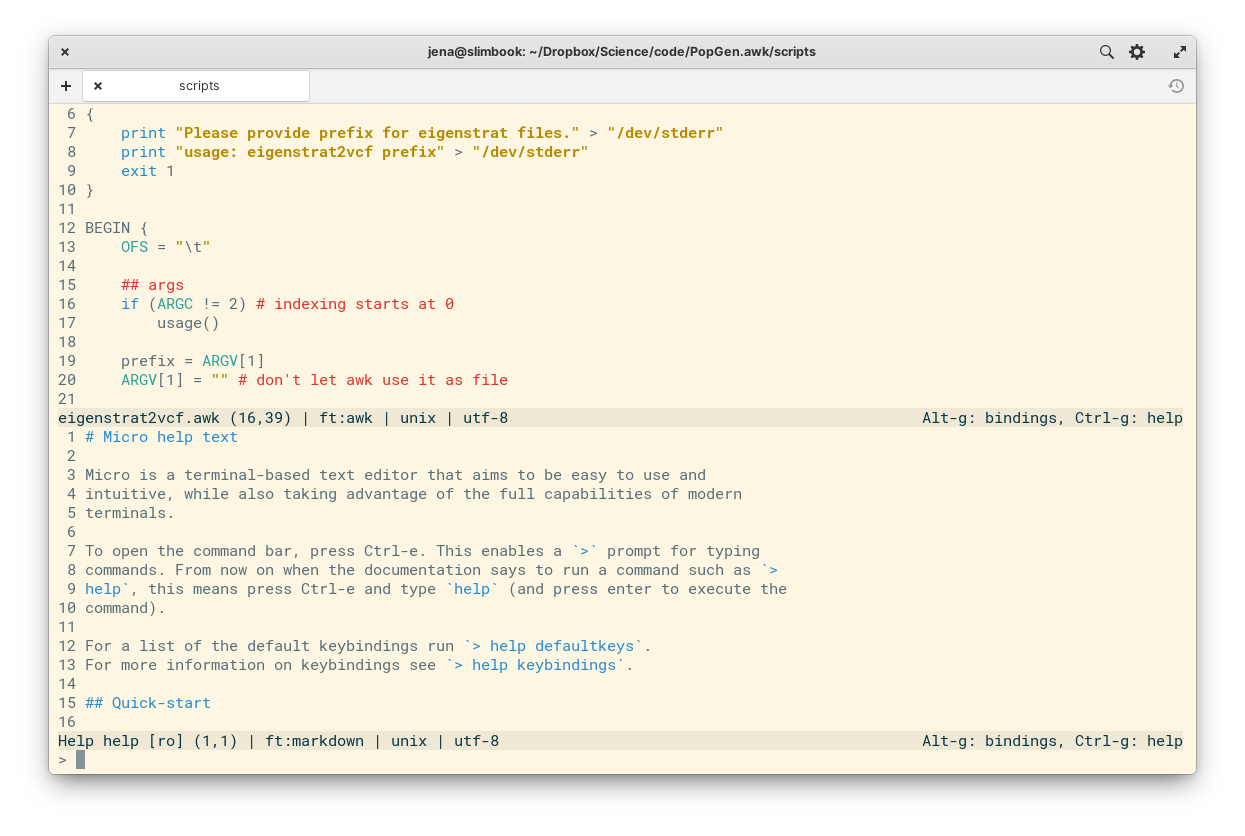 jena@slimbook: ~/Dropbox/Science/code/PopGen.awk/scripts
scripts
6 {
7     print "Please provide prefix for eigenstrat files." > "/dev/stderr"
8     print "usage: eigenstrat2vcf prefix" > "/dev/stderr"
9     exit 1
10 }
11
12 BEGIN {
13     OFS = "\t"
14
15     ## args
16     if (ARGC != 2) # indexing starts at 0
17         usage()
18
19     prefix = ARGV[1]
20     ARGV[1] = "" # don't let awk use it as file
21
eigenstrat2vcf.awk (16,39) | ft:awk | unix | utf-8 Alt-g: bindings, Ctrl-g: help
1 # Micro help text
2
3 Micro is a terminal-based text editor that aims to be easy to use and
4 intuitive, while also taking advantage of the full capabilities of modern
5 terminals.
6
7 To open the command bar, press Ctrl-e. This enables a `>` prompt for typing
8 commands. From now on when the documentation says to run a command such as `>
9 help`, this means press Ctrl-e and type `help` (and press enter to execute the
10 command).
11
12 For a list of the default keybindings run `> help defaultkeys`.
13 For more information on keybindings see `> help keybindings`.
14
15 ## Quick-start
16
Help help [ro] (1,1) | ft:markdown | unix | utf-8 Alt-g: bindings, Ctrl-g: help
>